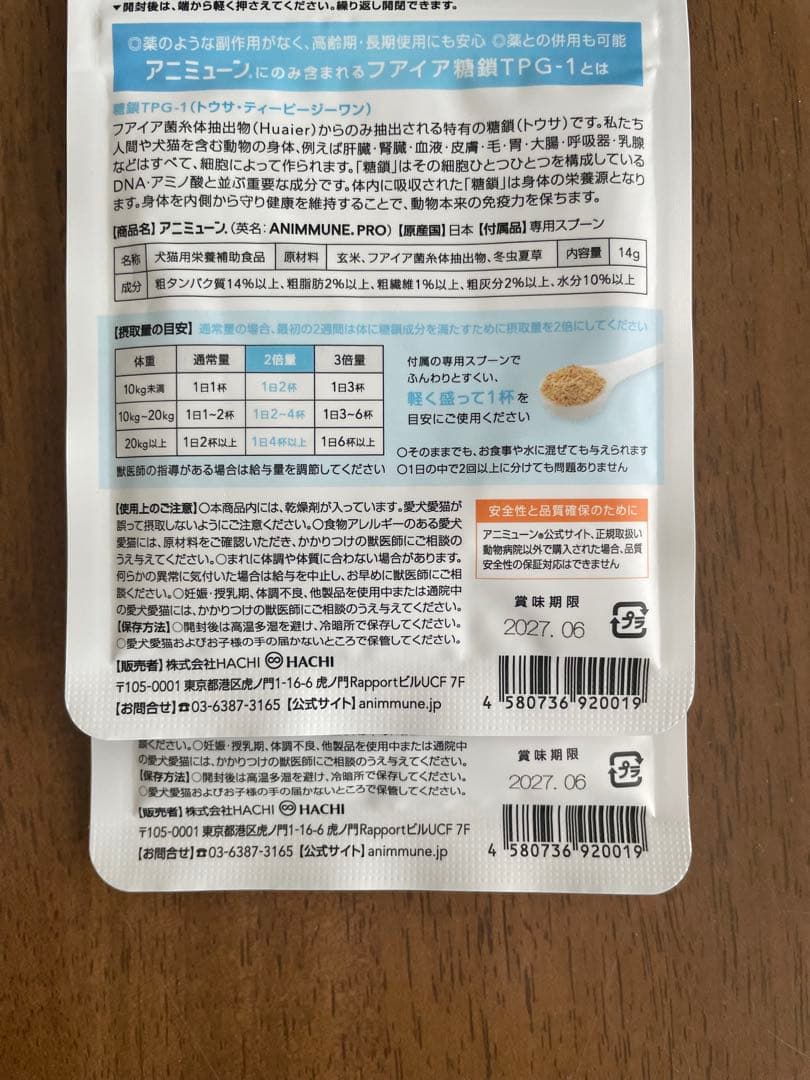 ▼開封後は、端から軽く押さえてください。繰り返し開閉できます。
◎薬のような副作用がなく、高齢期・長期使用にも安心 ◎薬との併用も可能
アニミューン®にのみ含まれるフアイア糖鎖TPG-1とは
糖鎖TPG-1(トウサ・ティーピージーワン)
フアイア菌糸体抽出物(Huaier)からのみ抽出される特有の糖鎖(トウサ)です。私たち
人間や犬猫を含む動物の身体、例えば肝臓・腎臓・血液・皮膚・毛・胃・大腸・呼吸器・乳腺
などはすべて、細胞によって作られます。「糖鎖」はその細胞ひとつひとつを構成している
DNA・アミノ酸と並ぶ重要な成分です。体内に吸収された「糖鎖」は身体の栄養源となり
ます。身体を内側から守り健康を維持することで、動物本来の免疫力を保ちます。
【商品名】アニミューン®(英名:ANIMMUNE.PRO)【原産国】日本【付属品】専用スプーン
名称 犬猫用栄養補助食品 原材料 玄米、フアイア菌糸体抽出物、冬虫夏草 内容量 14g
成分 粗タンパク質14%以上、粗脂肪2%以上、粗繊維1%以上、粗灰分2%以上、水分10%以上
【摂取量の目安】通常量の場合、最初の2週間は体に糖鎖成分を満たすために摂取量を2倍にしてください
体重 通常量 2倍量 3倍量
10kg未満 1日1杯 1日2杯 1日3杯
10kg~20kg 1日1~2杯 1日2~4杯 1日3~6杯
20kg以上 1日2杯以上 1日4杯以上 1日6杯以上
獣医師の指導がある場合は給与量を調節してください
付属の専用スプーンで
ふんわりとすくい、
軽く盛って1杯を
目安にご使用ください
○そのままでも、お食事や水に混ぜても与えられます
○1日の中で2回以上に分けても問題ありません
【使用上のご注意】○本商品内には、乾燥剤が入っています。愛犬愛猫が
誤って摂取しないようにご注意ください。○食物アレルギーのある愛犬
愛猫には、原材料をご確認いただき、かかりつけの獣医師にご相談の
うえ与えてください。○まれに体調や体質に合わない場合があります。
何らかの異常に気付いた場合は給与を中止し、お早めに獣医師にご相
談ください。○妊娠・授乳期、体調不良、他製品を使用中または通院中
の愛犬愛猫には、かかりつけの獣医師にご相談のうえ与えてください。
【保存方法】○開封後は高温多湿を避け、冷暗所で保存してください。
○愛犬愛猫およびお子様の手の届かないところで保管してください。
安全性と品質確保のために
アニミューン®公式サイト、正規取扱い
動物病院以外で購入された場合、品質
安全性の保証対応はできません
賞味期限
2027.06
プラ
【販売者】株式会社HACHI HACHI
〒105-0001 東京都港区虎ノ門1-16-6 虎ノ門RapportビルUCF 7F
【お問合せ】☎03-6387-3165【公式サイト】animmune.jp
4 580736 920019
談ください。○妊娠・授乳期、体調不良、他製品を使用中または通院中
の愛犬愛猫には、かかりつけの獣医師にご相談のうえ与えてください。
【保存方法】○開封後は高温多湿を避け、冷暗所で保存してください。
○愛犬愛猫およびお子様の手の届かないところで保管してください。
賞味期限
2027.06
プラ
【販売者】株式会社HACHI HACHI
〒105-0001 東京都港区虎ノ門1-16-6 虎ノ門RapportビルUCF 7F
【お問合せ】☎03-6387-3165【公式サイト】animmune.jp
4 580736 920019